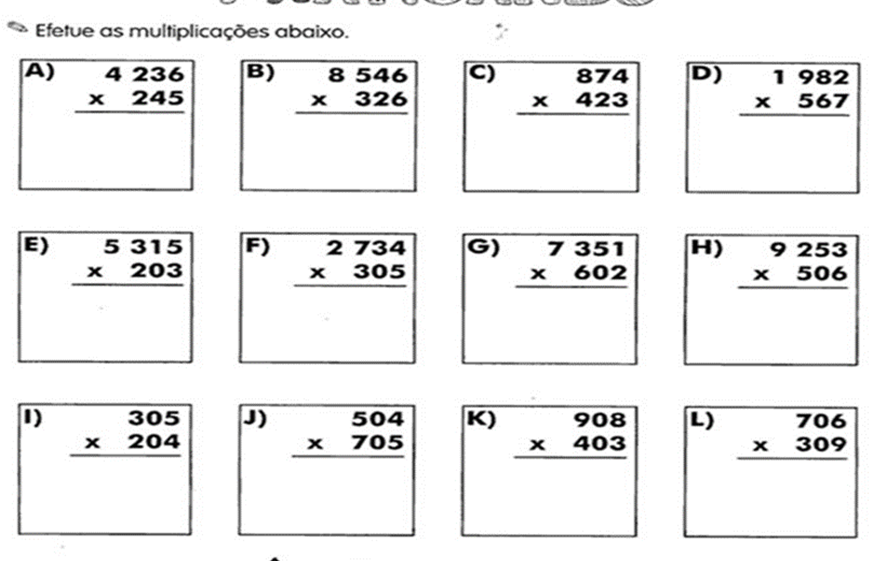 Efetue as multiplicações abaixo.
A) 4 236
x 245
B) 8 546
x 326
C) 874
x 423
D) 1 982
x 567
E) 5 315
x 203
F) 2 734
x 305
G) 7 351
x 602
H) 9 253
x 506
I) 305
x 204
J) 504
x 705
K) 908
x 403
L) 706
x 309